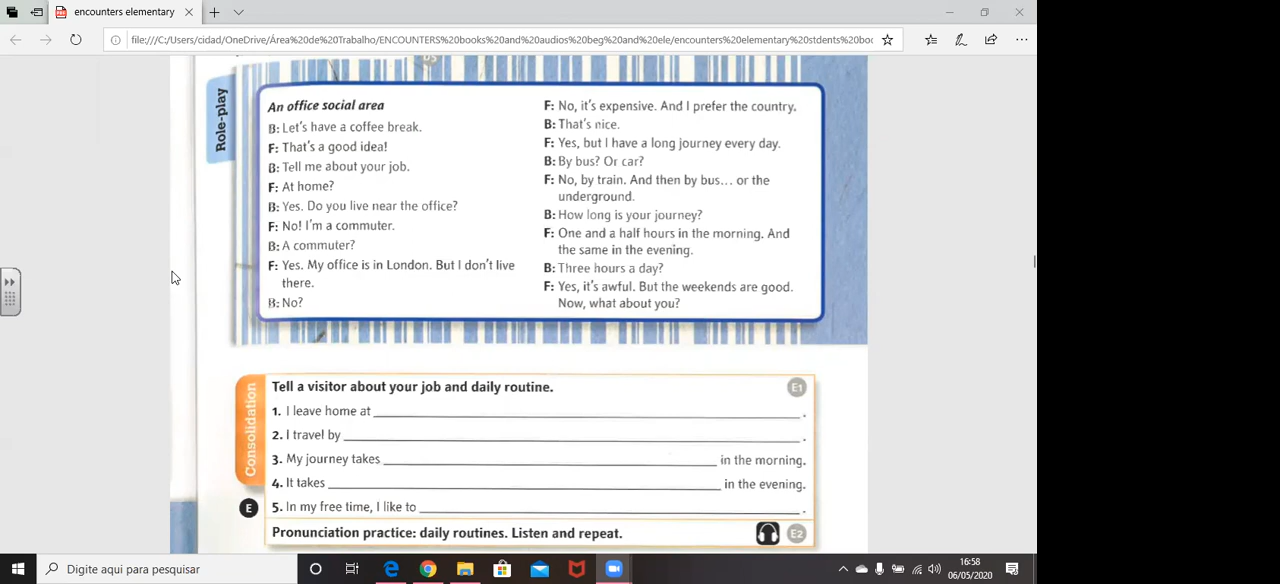 encounters elementary
file:///C:/Users/cidad/OneDrive/Área%20de%20Trabalho/ENCOUNTERS%20books%20and%20audios%20beg%20and%20ele/encounters%20elementary%20stdents%20boc
Role-play
An office social area
B: Let's have a coffee break.
F: That's a good idea!
B: Tell me about your job.
F: At home?
B: Yes. Do you live near the office?
F: No! I'm a commuter.
B: A commuter?
F: Yes. My office is in London. But I don't live
there.
B: No?
F: No, it's expensive. And I prefer the country.
B: That's nice.
F: Yes, but I have a long journey every day.
B: By bus? Or car?
F: No, by train. And then by bus... or the
underground.
B: How long is your journey?
F: One and a half hours in the morning. And
the same in the evening.
B: Three hours a day?
F: Yes, it's awful. But the weekends are good.
Now, what about you?
Consolidation
Tell a visitor about your job and daily routine. E1
1. I leave home at .
2. I travel by .
3. My journey takes in the morning.
4. It takes in the evening.
E 5. In my free time, I like to .
Pronunciation practice: daily routines. Listen and repeat. E2
Digite aqui para pesquisar
16:58
06/05/2020